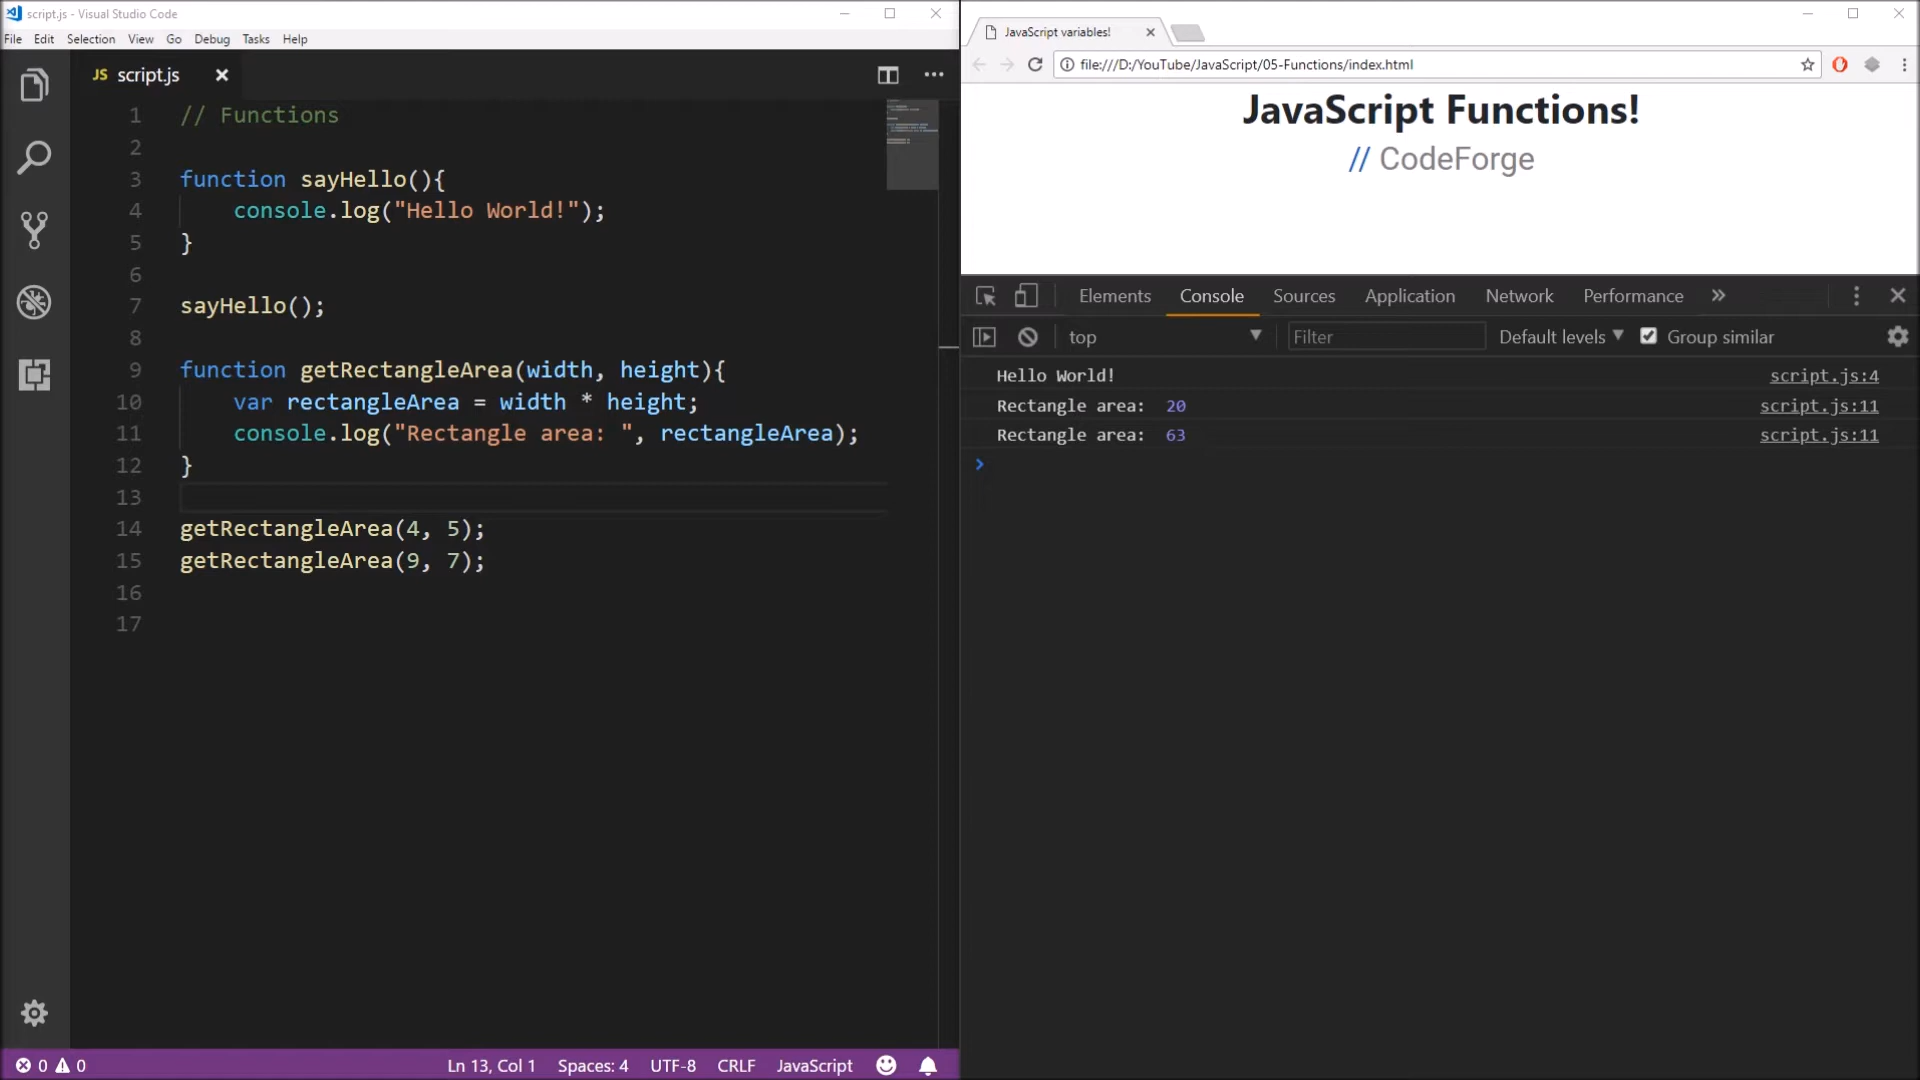 script.js - Visual Studio Code
File Edit Selection View Go Debug Tasks Help
JS script.js
1 // Functions
2
3 function sayHello(){
4 console.log("Hello World!");
5 }
6
7 sayHello();
8
9 function getRectangleArea(width, height){
10 var rectangleArea = width * height;
11 console.log("Rectangle area: ", rectangleArea);
12 }
13
14 getRectangleArea(4, 5);
15 getRectangleArea(9, 7);
16
17
0 0 Ln 13, Col 1 Spaces: 4 UTF-8 CRLF JavaScript
JavaScript variables!
file:///D:/YouTube/JavaScript/05-Functions/index.html
JavaScript Functions!
// CodeForge
Elements Console Sources Application Network Performance »
top Filter Default levels Group similar
Hello World! script.js:4
Rectangle area: 20 script.js:11
Rectangle area: 63 script.js:11